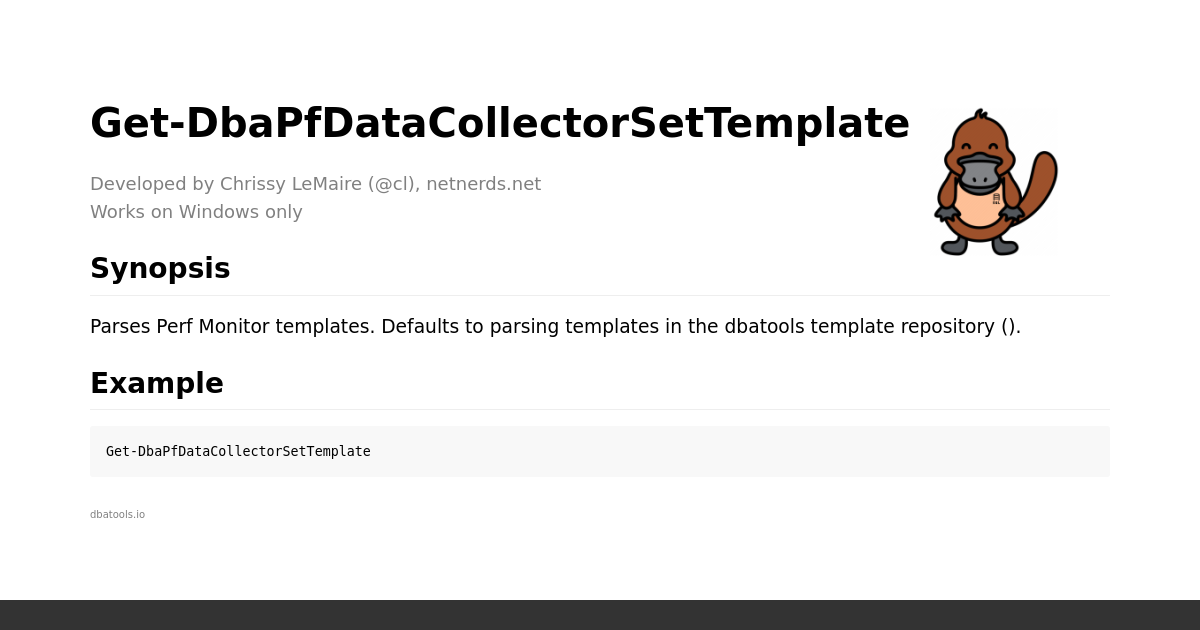 Get-DbaPfDataCollectorSetTemplate
Developed by Chrissy LeMaire (@cl), netnerds.net
Works on Windows only
Synopsis
Parses Perf Monitor templates. Defaults to parsing templates in the dbatools template repository ().
Example
Get-DbaPfDataCollectorSetTemplate
dbatools.io